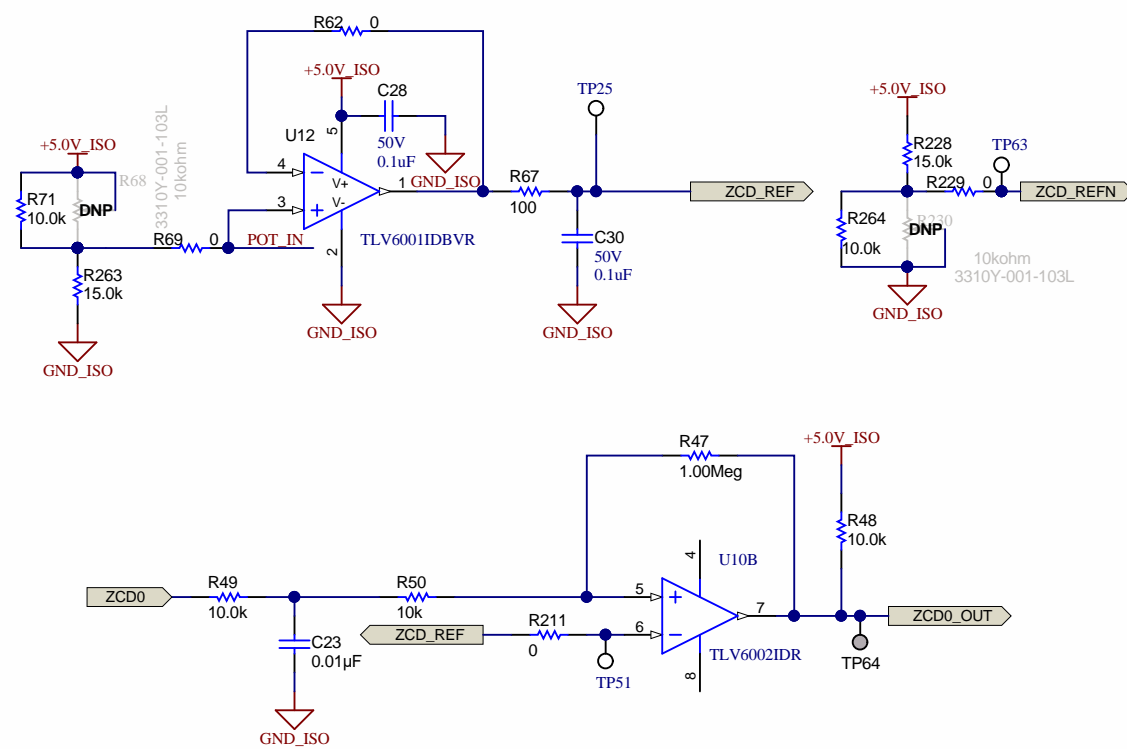 R62 0
+5.0V_ISO
C28
50V
0.1uF
GND_ISO
U12
5
4
V+
V-
3
1
2
TLV6001IDBVR
GND_ISO
+5.0V_ISO
R68
DNP
3310Y-001-103L
10kohm
R71
10.0k
R69 0
POT_IN
R263
15.0k
GND_ISO
R67
100
TP25
ZCD_REF
C30
50V
0.1uF
GND_ISO
+5.0V_ISO
R228
15.0k
TP63
R229 0
ZCD_REFN
R264
10.0k
R230
DNP
10kohm
3310Y-001-103L
GND_ISO
R47
1.00Meg
+5.0V_ISO
R48
10.0k
U10B
4
ZCD0
R49
10.0k
R50
10k
5
6
7
8
ZCD0_OUT
TP64
C23
0.01µF
ZCD_REF
R211
0
TP51
TLV6002IDR
GND_ISO